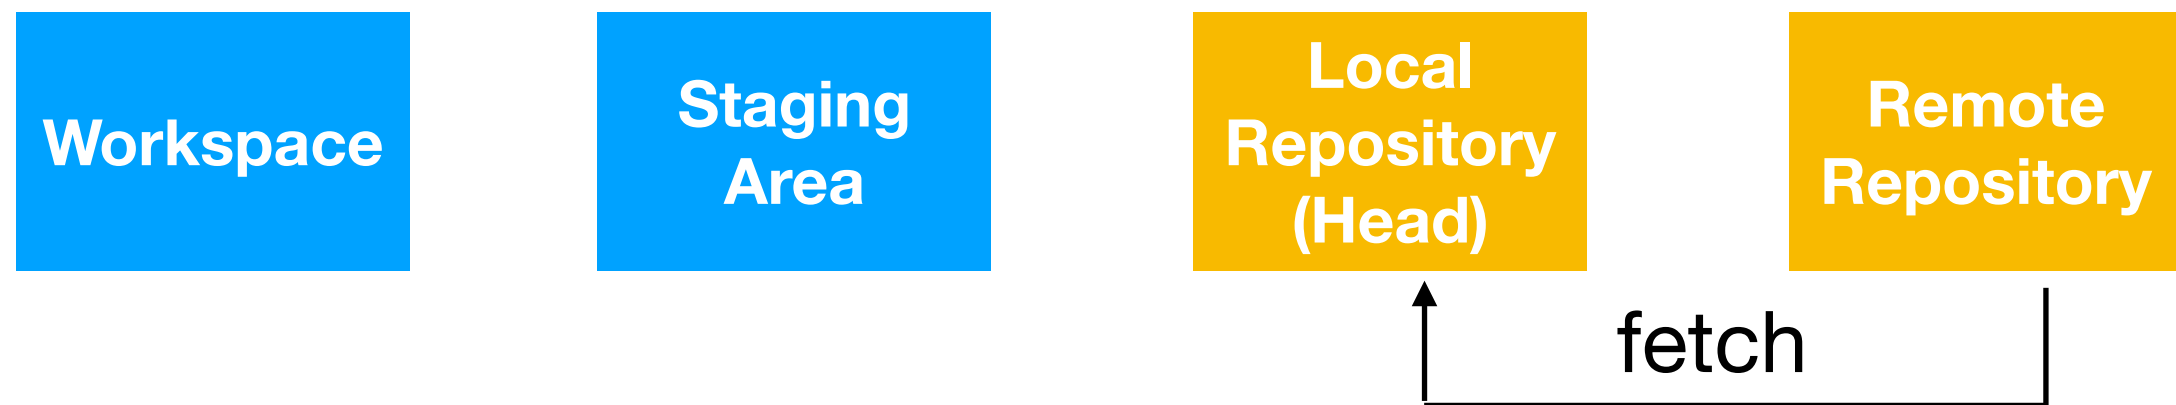 Workspace
Staging
Area
Local
Repository
(Head)
Remote
Repository
fetch